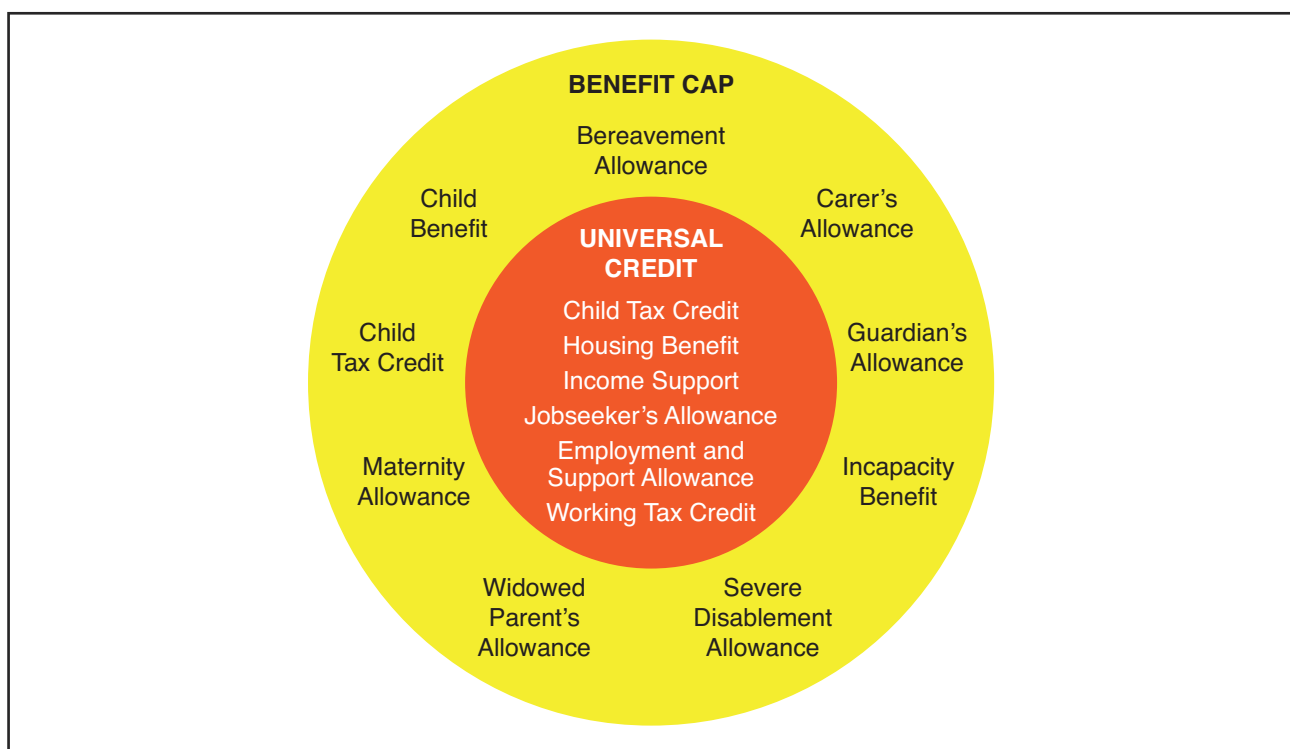 BENEFIT CAP
Bereavement
Allowance
Child
Benefit
Carer's
Allowance
UNIVERSAL
CREDIT
Child Tax Credit
Housing Benefit
Income Support
Jobseeker's Allowance
Employment and
Support Allowance
Working Tax Credit
Child
Tax Credit
Guardian's
Allowance
Maternity
Allowance
Incapacity
Benefit
Widowed
Parent's
Allowance
Severe
Disablement
Allowance